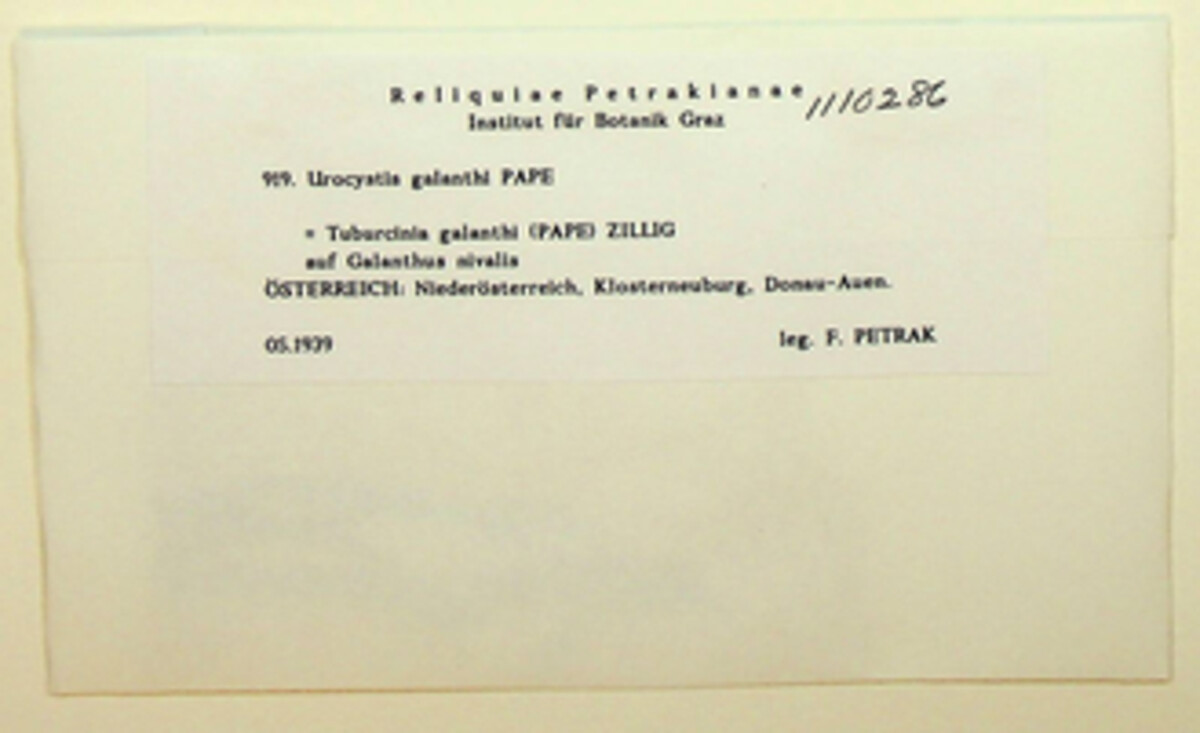 Reliquiae Petrakianae 1110286
Institut für Botanik Graz
919. Urocystis galanthi PAPE
= Tuburcinia galanthi (PAPE) ZILLIG
auf Galanthus nivalis
ÖSTERREICH: Niederösterreich, Klosterneuburg, Donau-Auen.
05.1939 leg. F. PETRAK